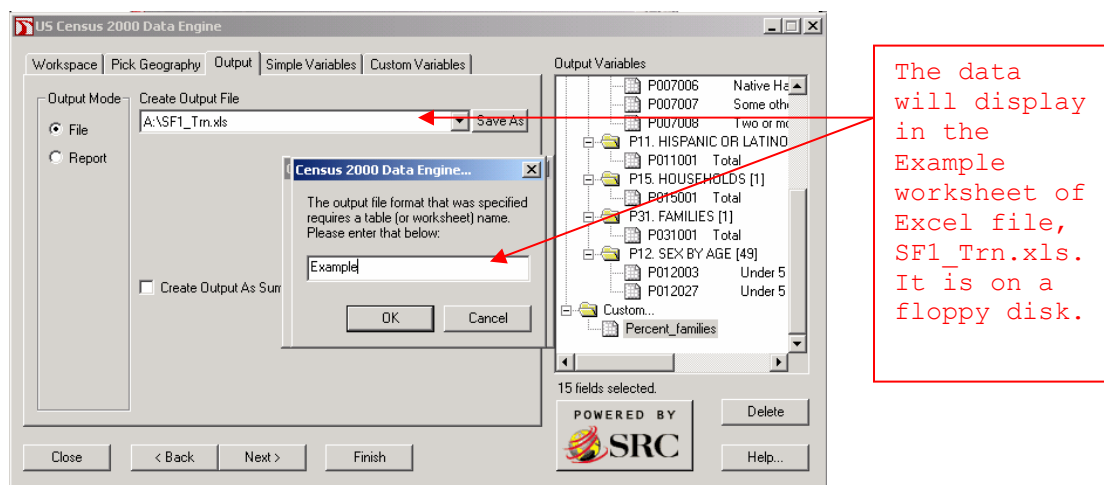 US Census 2000 Data Engine
Workspace Pick Geography Output Simple Variables Custom Variables
Output Mode
File
Report
Create Output File
A:\SF1_Trn.xls
Save As
Census 2000 Data Engine...
The output file format that was specified
requires a table (or worksheet) name.
Please enter that below:
Example
OK Cancel
Create Output As Sum
Output Variables
P007006 Native Ha
P007007 Some oth
P007008 Two or mo
P11. HISPANIC OR LATINO
P011001 Total
P15. HOUSEHOLDS [1]
P015001 Total
P31. FAMILIES [1]
P031001 Total
P12. SEX BY AGE [49]
P012003 Under 5
P012027 Under 5
Custom...
Percent_families
15 fields selected.
POWERED BY
SRC
Delete
Help...
Close < Back Next > Finish
The data
will display
in the
Example
worksheet of
Excel file,
SF1_Trn.xls.
It is on a
floppy disk.